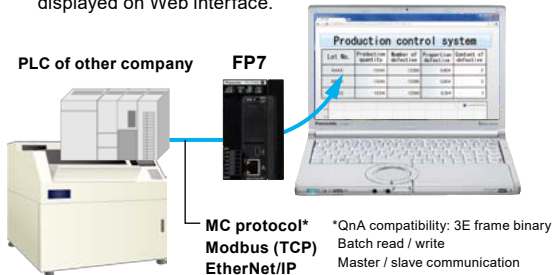 displayed on Web interface.
PLC of other company
FP7
Production control system
Lot No.
Production quantity
Number of defective
Proportion defective
Content of defective
MC protocol*
Modbus (TCP)
EtherNet/IP
*QnA compatibility: 3E frame binary
Batch read / write
Master / slave communication